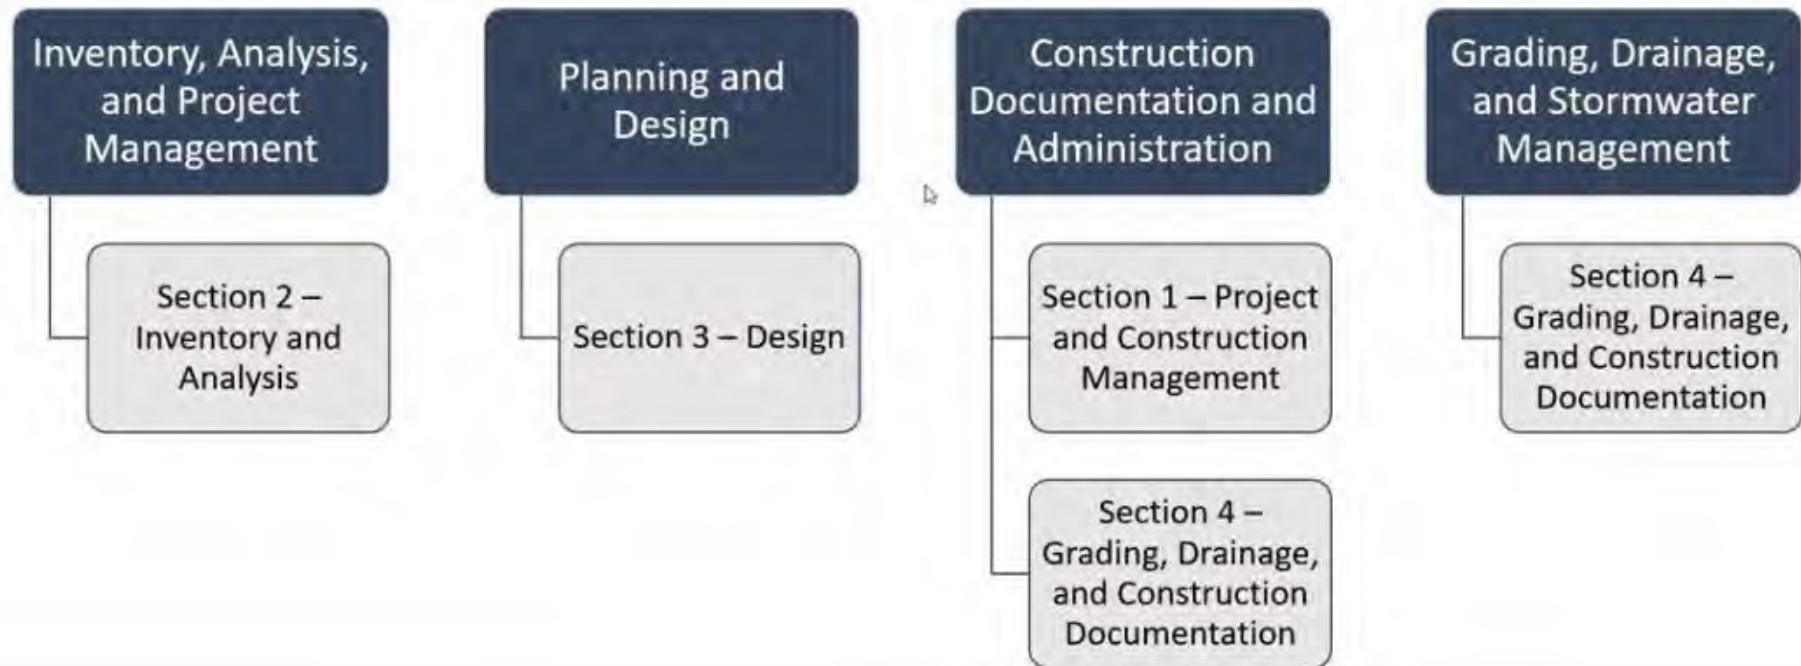 Inventory, Analysis,
and Project
Management
Section 2 –
Inventory and
Analysis
Planning and
Design
Section 3 – Design
Construction
Documentation and
Administration
Section 1 – Project
and Construction
Management
Section 4 –
Grading, Drainage,
and Construction
Documentation
Grading, Drainage,
and Stormwater
Management
Section 4 –
Grading, Drainage,
and Construction
Documentation